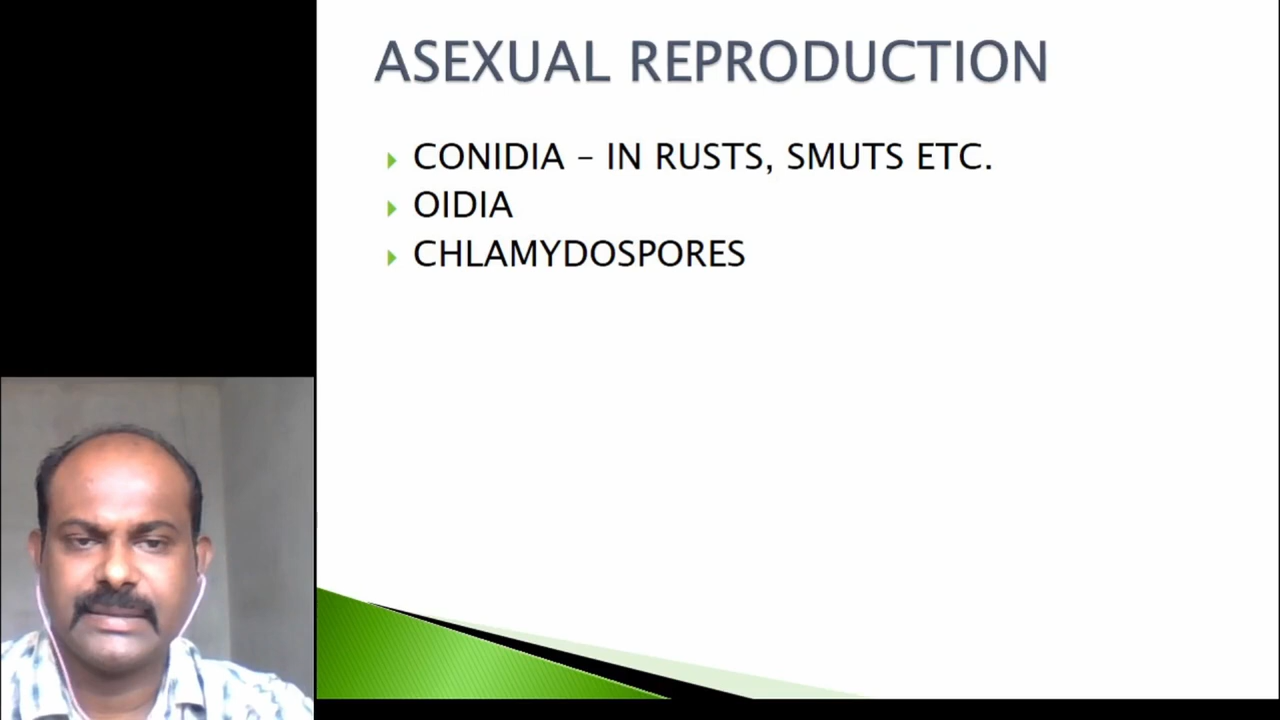 ASEXUAL REPRODUCTION
CONIDIA – IN RUSTS, SMUTS ETC.
OIDIA
CHLAMYDOSPORES